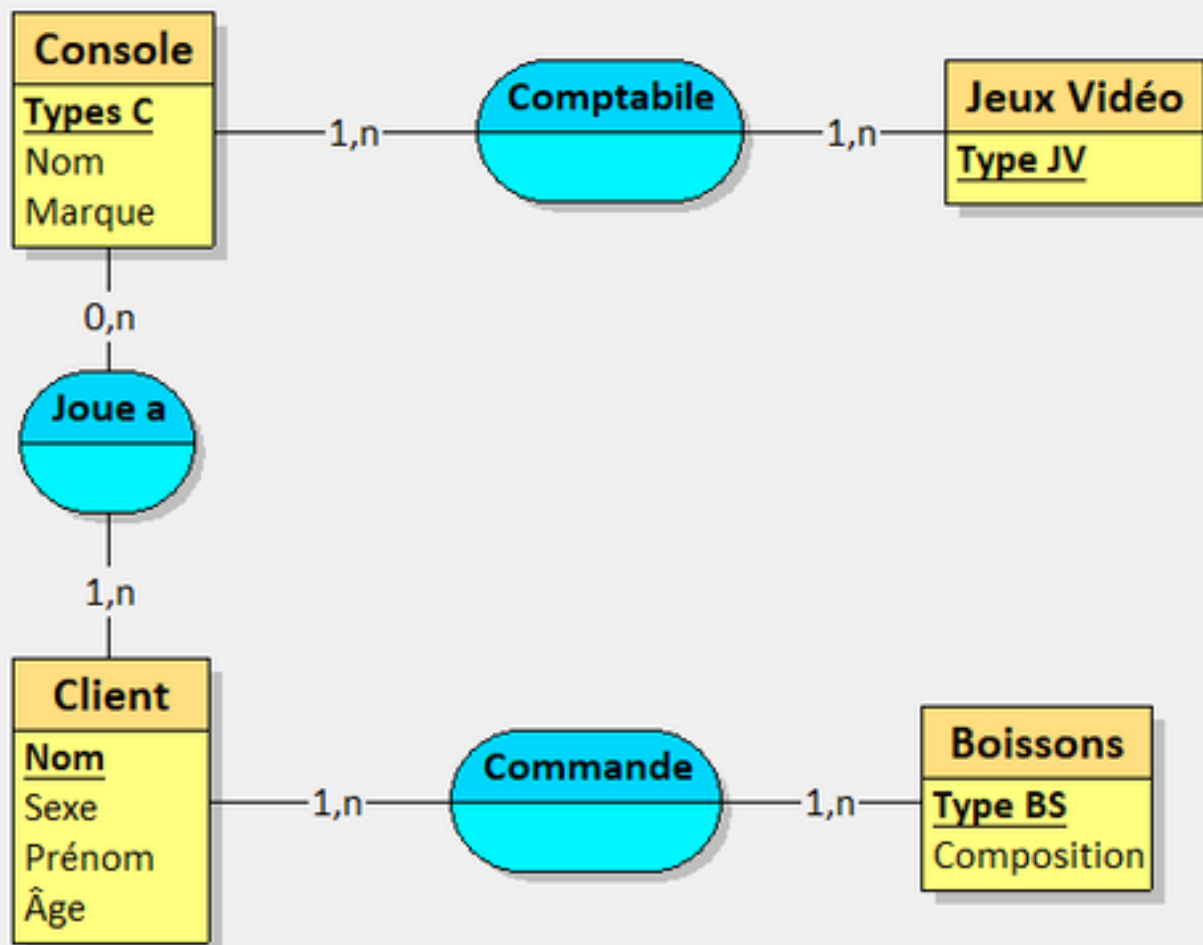 Console
Types C
Nom
Marque
1,n
Comptabile
1,n
Jeux Vidéo
Type JV
0,n
Joue a
1,n
Client
Nom
Sexe
Prénom
Âge
1,n
Commande
1,n
Boissons
Type BS
Composition